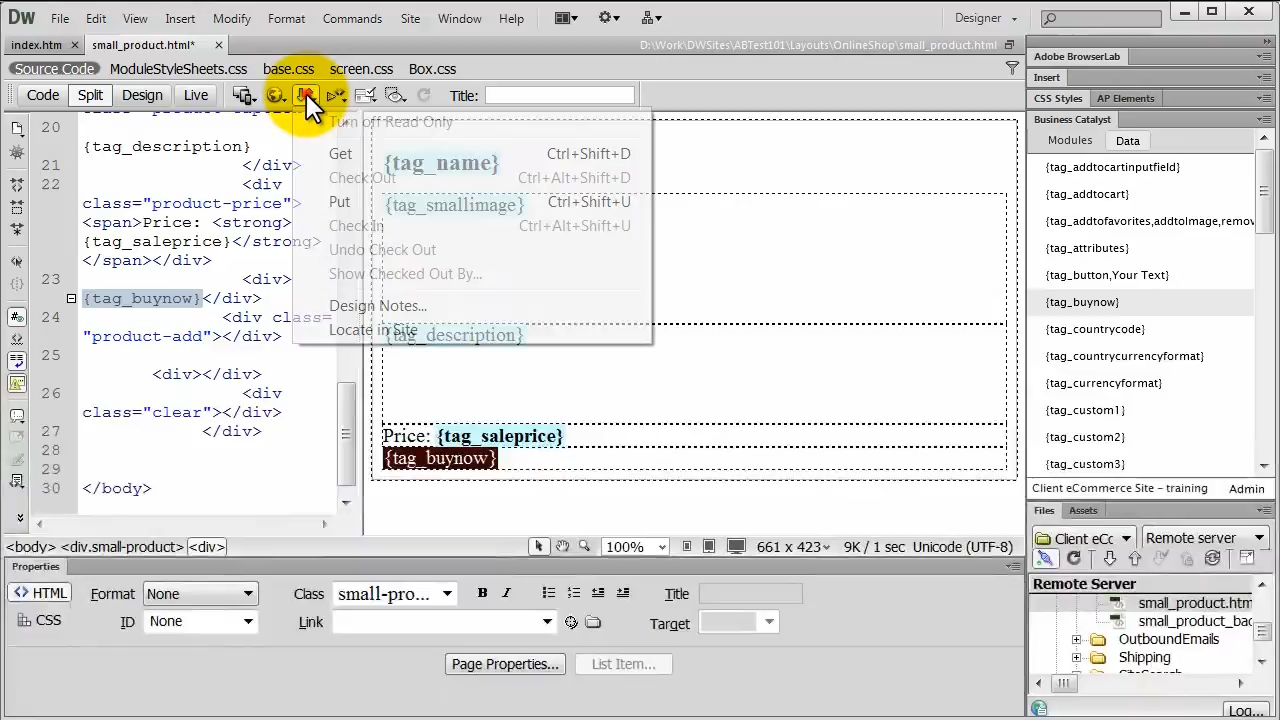 Dw File Edit View Insert Modify Format Commands Site Window Help Designer
index.htm × small_product.html* × D:\Work\DWSites\ABTest101\Layouts\OnlineShop\small_product.html
Source Code ModuleStyleSheets.css base.css screen.css Box.css
Code Split Design Live Title:
Turn off Read Only
Get Ctrl+Shift+D
Check Out Ctrl+Alt+Shift+D
Put Ctrl+Shift+U
Check In Ctrl+Alt+Shift+U
Undo Check Out
Show Checked Out By...
Design Notes...
Locate in Site
20
{tag_description}
21 </div>
22 <div
class="product-price">
<span>Price: <strong>
{tag_saleprice}</strong>
</span></div>
23 <div>
{tag_buynow}</div>
24 <div class=
"product-add"></div>
25
<div></div>
26 <div
class="clear"></div>
27 </div>
28
29
30 </body>
{tag_name}
{tag_smallimage}
{tag_description}
Price: {tag_saleprice}
{tag_buynow}
Adobe BrowserLab
Insert
CSS Styles AP Elements
Business Catalyst
Modules Data
{tag_addtocartinputfield}
{tag_addtocart}
{tag_addtofavorites,addtoImage,remov
{tag_attributes}
{tag_button,Your Text}
{tag_buynow}
{tag_countrycode}
{tag_countrycurrencyformat}
{tag_currencyformat}
{tag_custom1}
{tag_custom2}
{tag_custom3}
Client eCommerce Site - training Admin
Files Assets
Client eCc Remote server
Remote Server
small_product.htm
small_product_bac
OutboundEmails
Shipping
Log...
<body> <div.small-product> <div> 100% 661 x 423 9K / 1 sec Unicode (UTF-8)
Properties
<> HTML Format None Class small-pro... B I Title
CSS ID None Link Target
Page Properties... List Item...